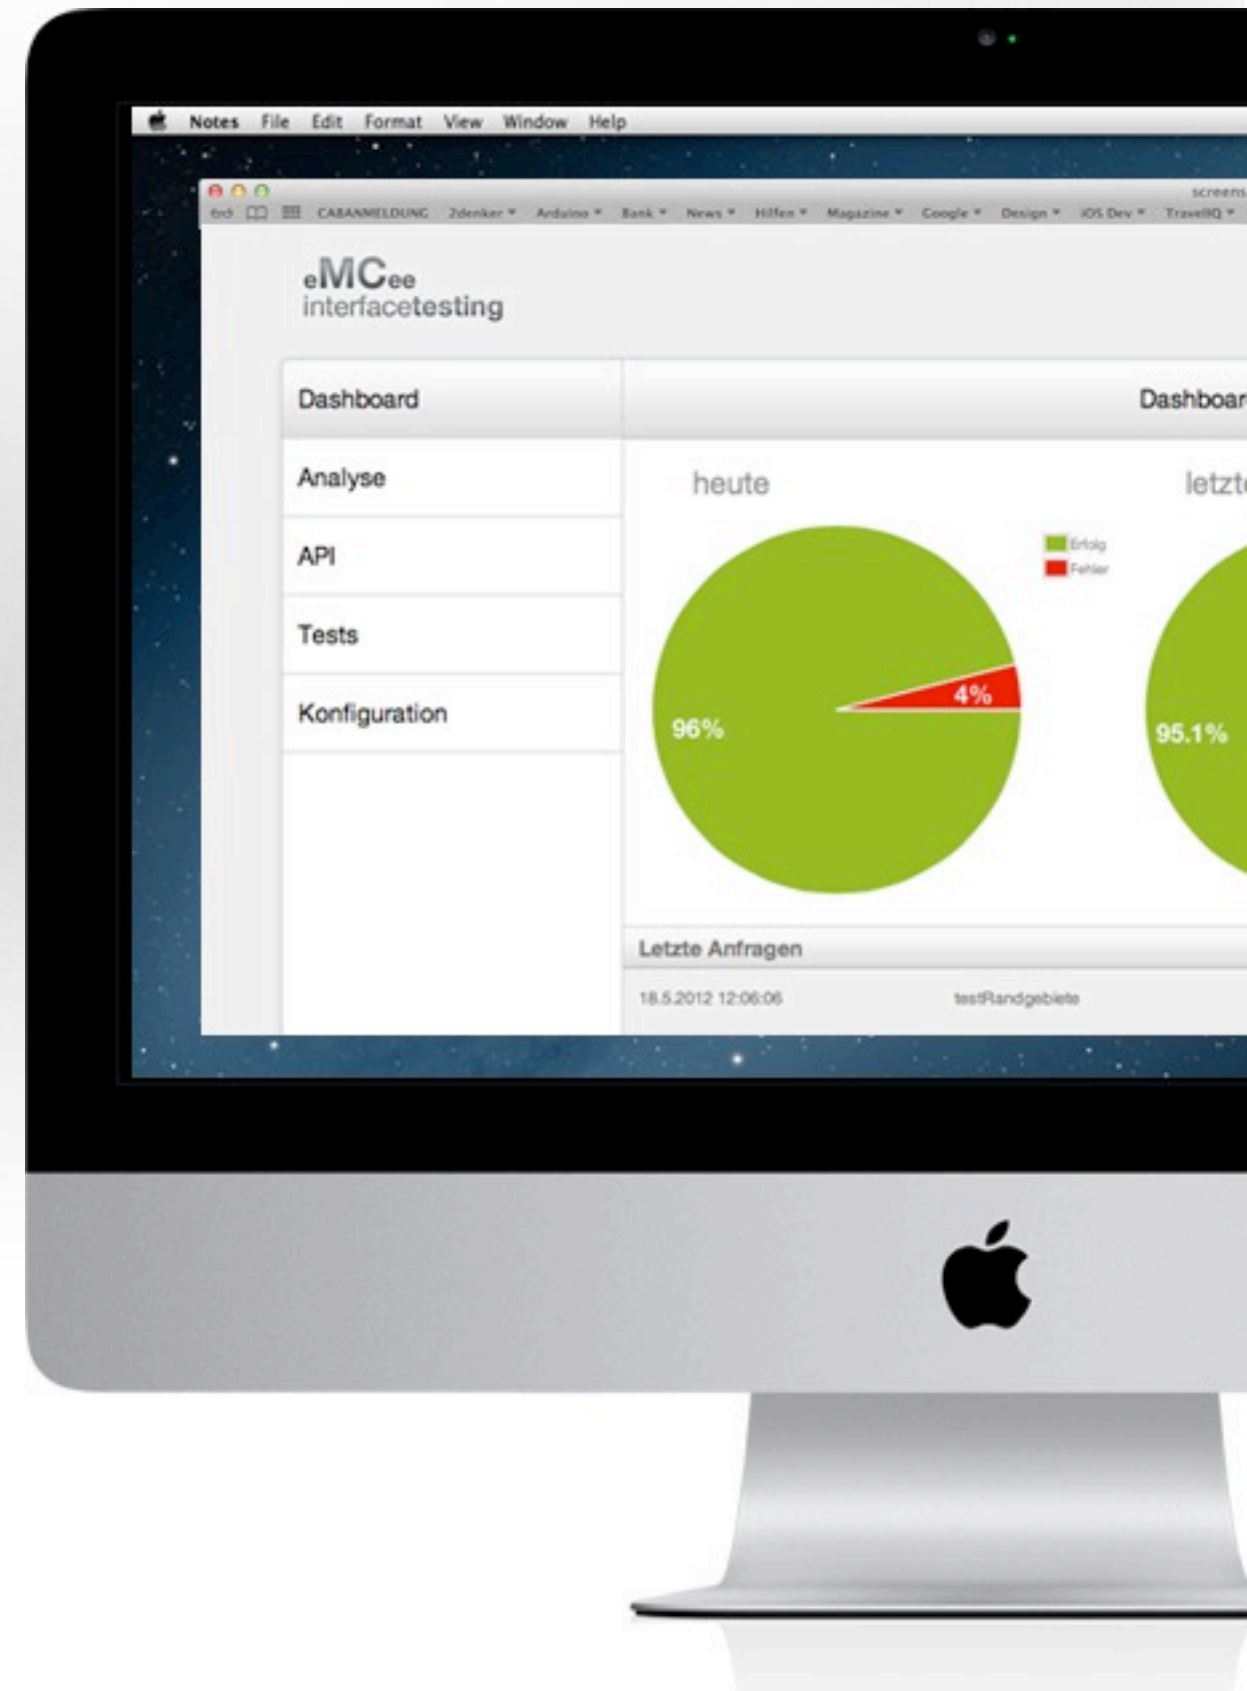 Notes File Edit Format View Window Help
screens.
CABANMELDUNG 2denker Arduino Bank News Hilfen Magazine Google Design iOS Dev TravelIQ
eMCee
interfacetesting
Dashboard
Dashboar
Analyse
API
Tests
Konfiguration
heute
letzte
Erfolg
Fehler
4%
96%
95.1%
Letzte Anfragen
18.5.2012 12:06:06 testRandgebiete